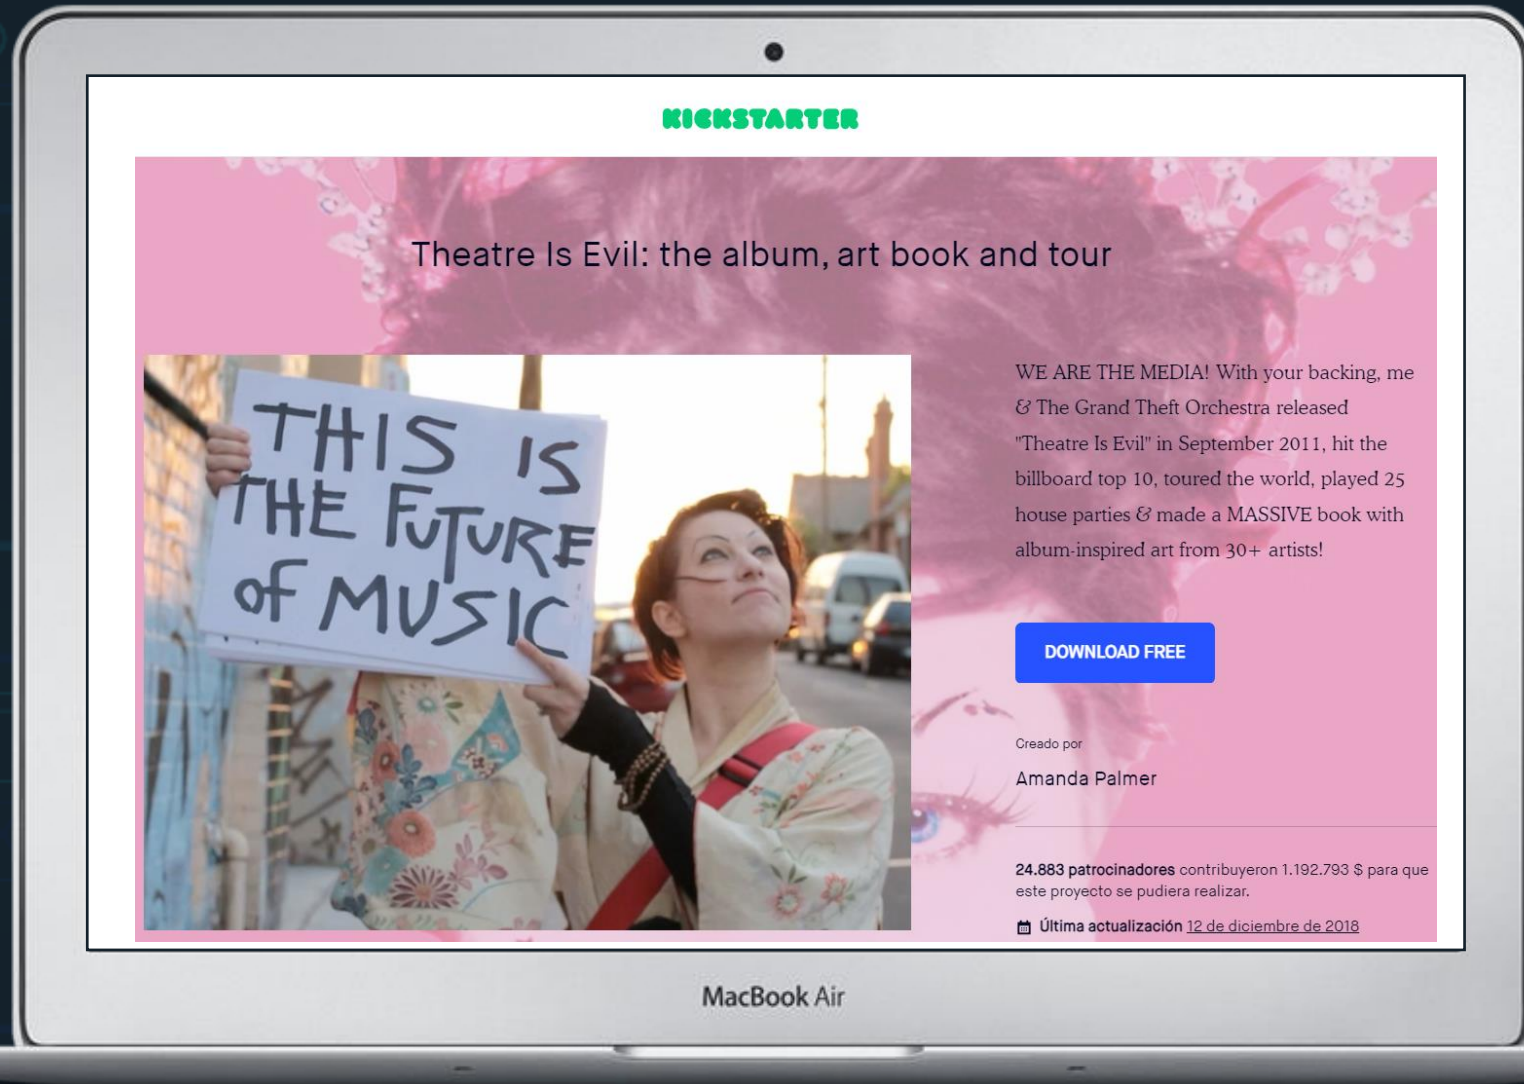 KICKSTARTER
Theatre Is Evil: the album, art book and tour
THIS IS
THE FUTURE
of MUSIC
WE ARE THE MEDIA! With your backing, me
& The Grand Theft Orchestra released
"Theatre Is Evil" in September 2011, hit the
billboard top 10, toured the world, played 25
house parties & made a MASSIVE book with
album-inspired art from 30+ artists!
DOWNLOAD FREE
Creado por
Amanda Palmer
24.883 patrocinadores contribuyeron 1.192.793 $ para que
este proyecto se pudiera realizar.
Última actualización 12 de diciembre de 2018
MacBook Air